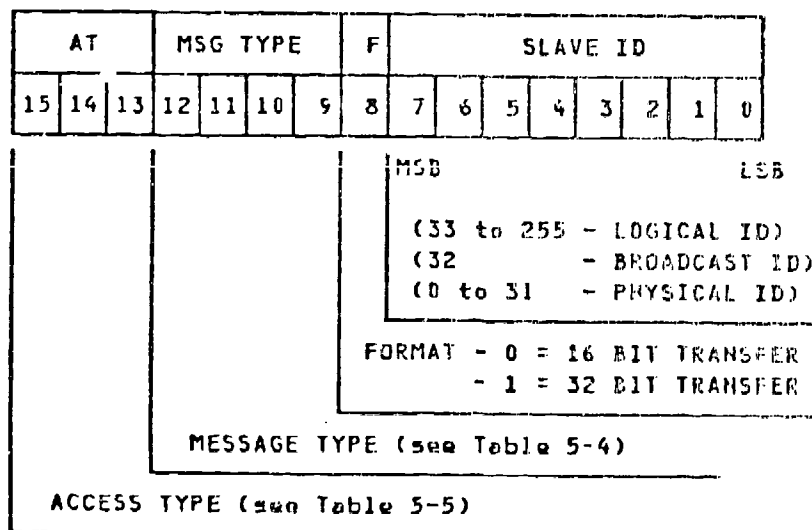 AT MSG TYPE F SLAVE ID
15 14 13 12 11 10 9 8 7 6 5 4 3 2 1 0
MSB LSB
(33 to 255 - LOGICAL ID)
(32 - BROADCAST ID)
(0 to 31 - PHYSICAL ID)
FORMAT - 0 = 16 BIT TRANSFER
- 1 = 32 BIT TRANSFER
MESSAGE TYPE (see Table 5-4)
ACCESS TYPE (see Table 5-5)